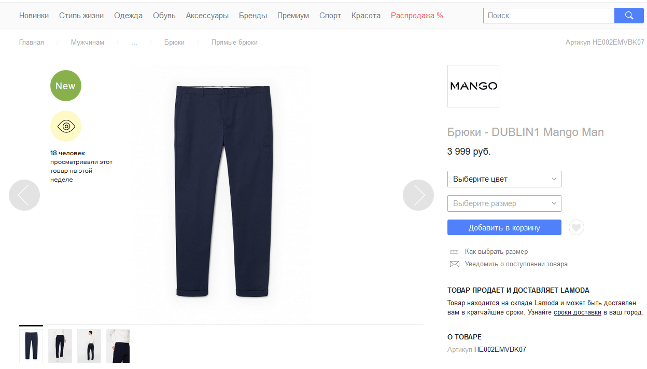 Новинки Стиль жизни Одежда Обувь Аксессуары Бренды Премиум Спорт Красота Распродажа %
Поиск
Главная Мужчинам ... Брюки Прямые брюки
Артикул HE002EMVBK07
New
18 человек
просматривали этот
товар на этой
неделе
MANGO
Брюки - DUBLIN1 Mango Man
3 999 руб.
Выберите цвет
Выберите размер
Добавить в корзину
Как выбрать размер
Уведомить о поступлении товара
ТОВАР ПРОДАЕТ И ДОСТАВЛЯЕТ LAMODA
Товар находится на складе Lamoda и может быть доставлен
вам в кратчайшие сроки. Узнайте сроки доставки в ваш город.
О ТОВАРЕ
Артикул HE002EMVBK07